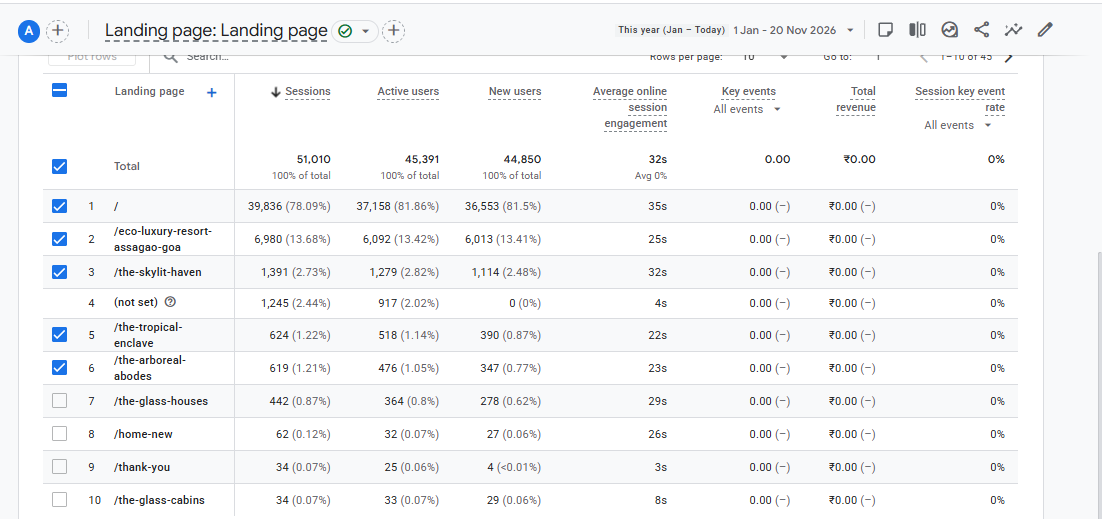 A
Landing page: Landing page
This year (Jan – Today) 1 Jan - 20 Nov 2026
Plot rows Search... Rows per page: 10 Go to: 1 1–10 of 45
Landing page + Sessions Active users New users Average online session engagement Key events All events Total revenue Session key event rate All events
Total 51,010 45,391 44,850 32s 0.00 ₹0.00 0%
100% of total 100% of total 100% of total Avg 0%
1 / 39,836 (78.09%) 37,158 (81.86%) 36,553 (81.5%) 35s 0.00 (–) ₹0.00 (–) 0%
2 /eco-luxury-resort-assagao-goa 6,980 (13.68%) 6,092 (13.42%) 6,013 (13.41%) 25s 0.00 (–) ₹0.00 (–) 0%
3 /the-skylit-haven 1,391 (2.73%) 1,279 (2.82%) 1,114 (2.48%) 32s 0.00 (–) ₹0.00 (–) 0%
4 (not set) 1,245 (2.44%) 917 (2.02%) 0 (0%) 4s 0.00 (–) ₹0.00 (–) 0%
5 /the-tropical-enclave 624 (1.22%) 518 (1.14%) 390 (0.87%) 22s 0.00 (–) ₹0.00 (–) 0%
6 /the-arboreal-abodes 619 (1.21%) 476 (1.05%) 347 (0.77%) 23s 0.00 (–) ₹0.00 (–) 0%
7 /the-glass-houses 442 (0.87%) 364 (0.8%) 278 (0.62%) 29s 0.00 (–) ₹0.00 (–) 0%
8 /home-new 62 (0.12%) 32 (0.07%) 27 (0.06%) 26s 0.00 (–) ₹0.00 (–) 0%
9 /thank-you 34 (0.07%) 25 (0.06%) 4 (<0.01%) 3s 0.00 (–) ₹0.00 (–) 0%
10 /the-glass-cabins 34 (0.07%) 33 (0.07%) 29 (0.06%) 8s 0.00 (–) ₹0.00 (–) 0%